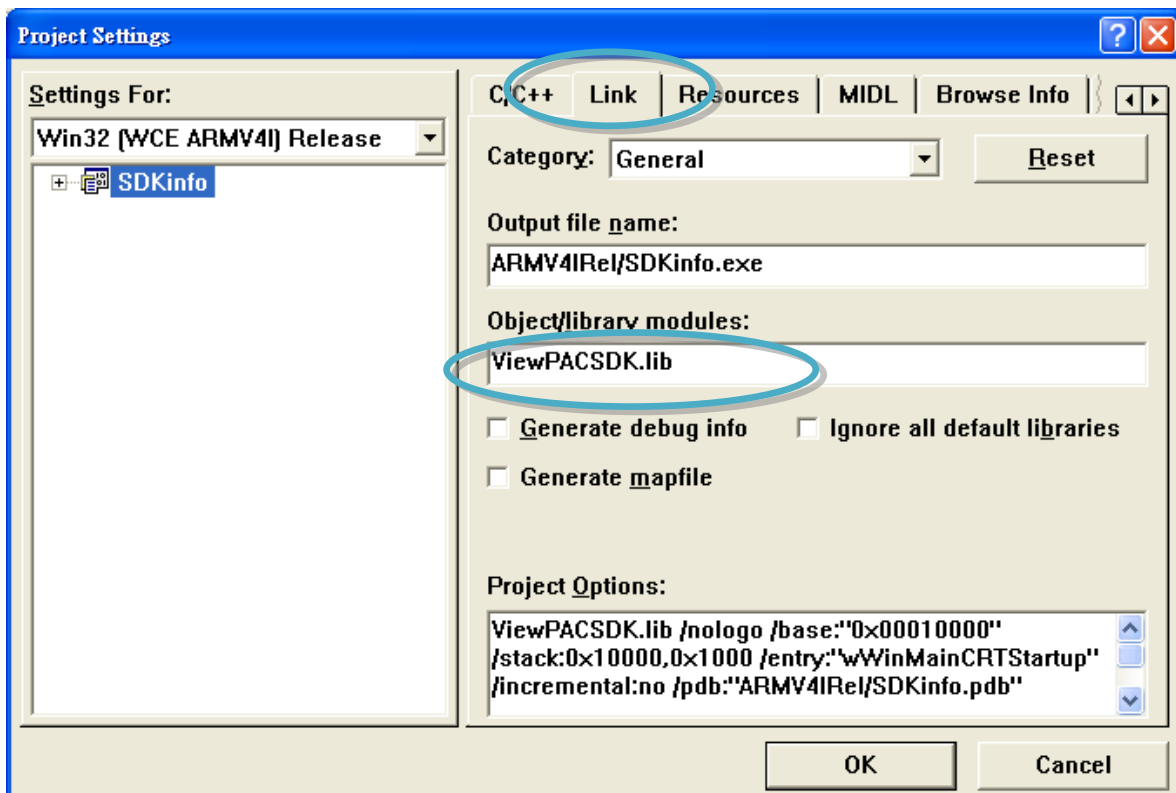 Project Settings
Settings For:
Win32 (WCE ARMV4I) Release
SDKinfo
C/C++ Link Resources MIDL Browse Info
Category: General Reset
Output file name:
ARMV4IRel/SDKinfo.exe
Object/library modules:
ViewPACSDK.lib
Generate debug info Ignore all default libraries
Generate mapfile
Project Options:
ViewPACSDK.lib /nologo /base:"0x00010000"
/stack:0x10000,0x1000 /entry:"wWinMainCRTStartup"
/incremental:no /pdb:"ARMV4IRel/SDKinfo.pdb"
OK Cancel